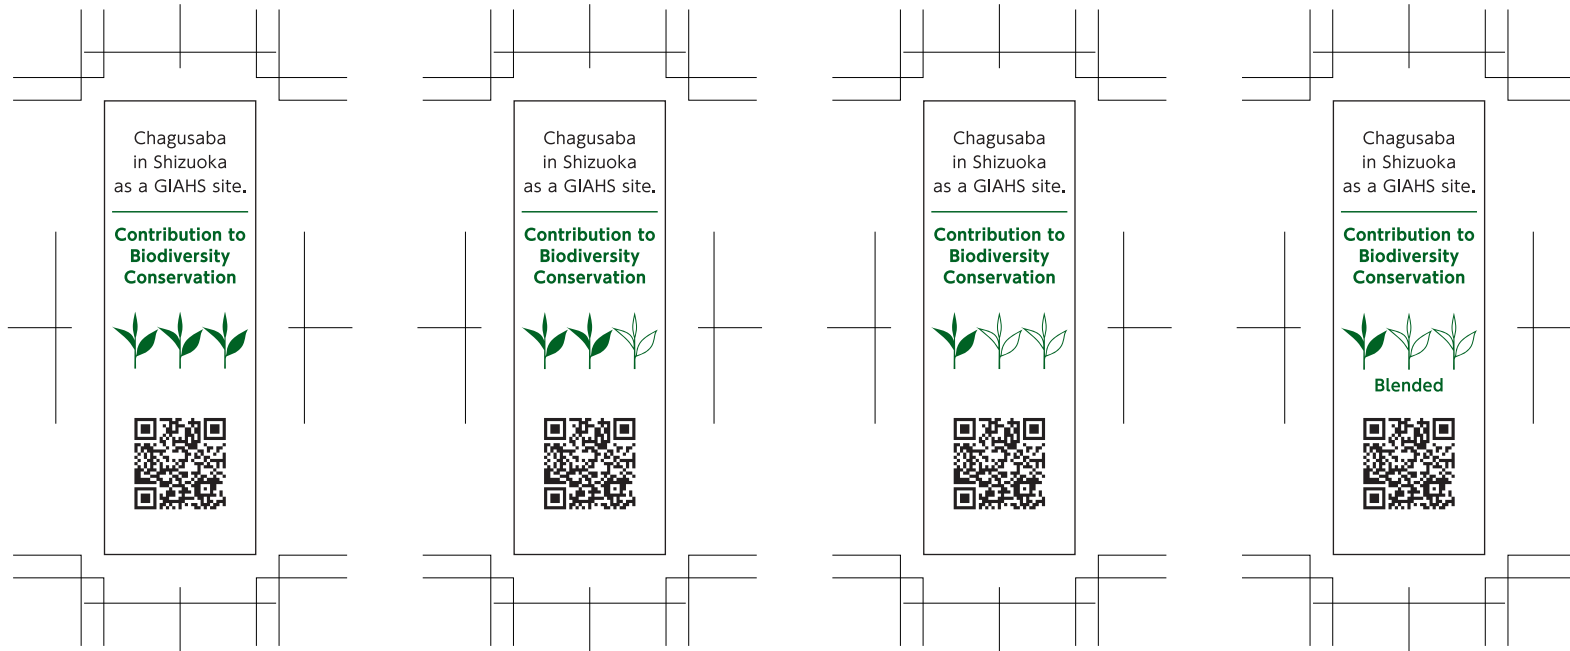 Chagusaba
in Shizuoka
as a GIAHS site.
Contribution to
Biodiversity
Conservation
Chagusaba
in Shizuoka
as a GIAHS site.
Contribution to
Biodiversity
Conservation
Chagusaba
in Shizuoka
as a GIAHS site.
Contribution to
Biodiversity
Conservation
Chagusaba
in Shizuoka
as a GIAHS site.
Contribution to
Biodiversity
Conservation
Blended